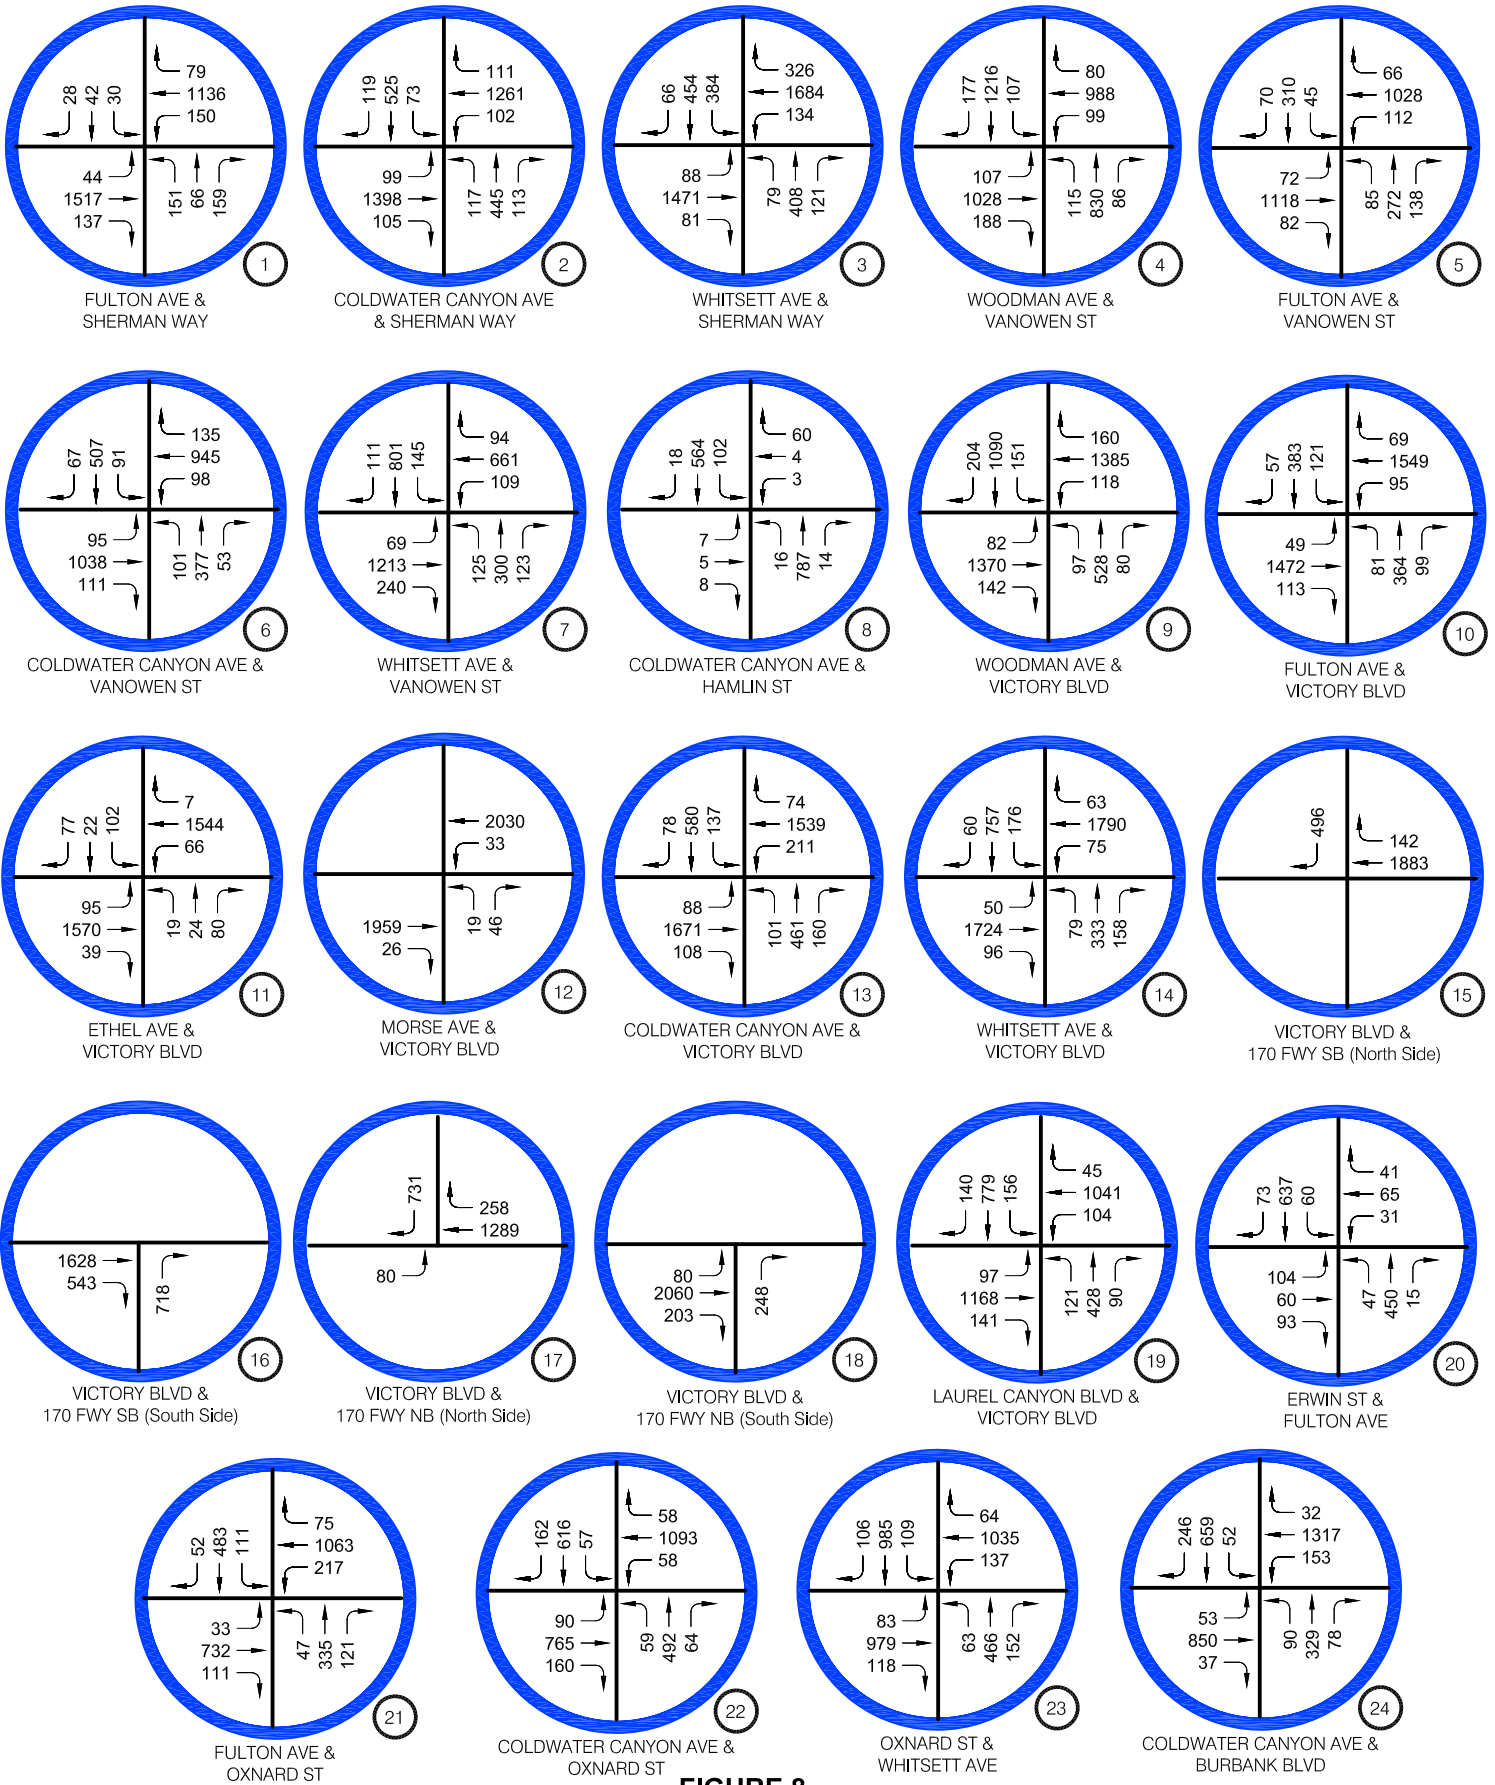 28 42 30
79
1136
150
44
1517
137
151 66 159
1
FULTON AVE &
SHERMAN WAY
119 525 73
111
1261
102
99
1398
105
117 445 113
2
COLDWATER CANYON AVE
& SHERMAN WAY
66 454 384
326
1684
134
88
1471
81
79 408 121
3
WHITSETT AVE &
SHERMAN WAY
177 1216 107
80
988
99
107
1028
188
115 830 86
4
WOODMAN AVE &
VANOWEN ST
70 310 45
66
1028
112
72
1118
82
85 272 138
5
FULTON AVE &
VANOWEN ST
67 507 91
135
945
98
95
1038
111
101 377 53
6
COLDWATER CANYON AVE &
VANOWEN ST
111 801 145
94
661
109
69
1213
240
125 300 123
7
WHITSETT AVE &
VANOWEN ST
18 564 102
60
4
3
7
5
8
16 787 14
8
COLDWATER CANYON AVE &
HAMLIN ST
204 1090 151
160
1385
118
82
1370
142
97 528 80
9
WOODMAN AVE &
VICTORY BLVD
57 383 121
69
1549
95
49
1472
113
81 364 99
10
FULTON AVE &
VICTORY BLVD
77 22 102
7
1544
66
95
1570
39
19 24 80
11
ETHEL AVE &
VICTORY BLVD
2030
33
1959
26
19 46
12
MORSE AVE &
VICTORY BLVD
78 580 137
74
1539
211
88
1671
108
101 461 160
13
COLDWATER CANYON AVE &
VICTORY BLVD
60 757 176
63
1790
75
50
1724
96
79 333 158
14
WHITSETT AVE &
VICTORY BLVD
496
142
1883
15
VICTORY BLVD &
170 FWY SB (North Side)
1628
543
718
16
VICTORY BLVD &
170 FWY SB (South Side)
731
258
1289
80
17
VICTORY BLVD &
170 FWY NB (North Side)
80
2060
203
248
18
VICTORY BLVD &
170 FWY NB (South Side)
140 779 156
45
1041
104
97
1168
141
121 428 90
19
LAUREL CANYON BLVD &
VICTORY BLVD
73 637 60
41
65
31
104
60
93
47 450 15
20
ERWIN ST &
FULTON AVE
52 483 111
75
1063
217
33
732
111
47 335 121
21
FULTON AVE &
OXNARD ST
162 616 57
58
1093
58
90
765
160
59 492 64
22
COLDWATER CANYON AVE &
OXNARD ST
106 985 109
64
1035
137
83
979
118
63 466 152
23
OXNARD ST &
WHITSETT AVE
246 659 52
32
1317
153
53
850
37
90 329 78
24
COLDWATER CANYON AVE &
BURBANK BLVD
FIGURE 8